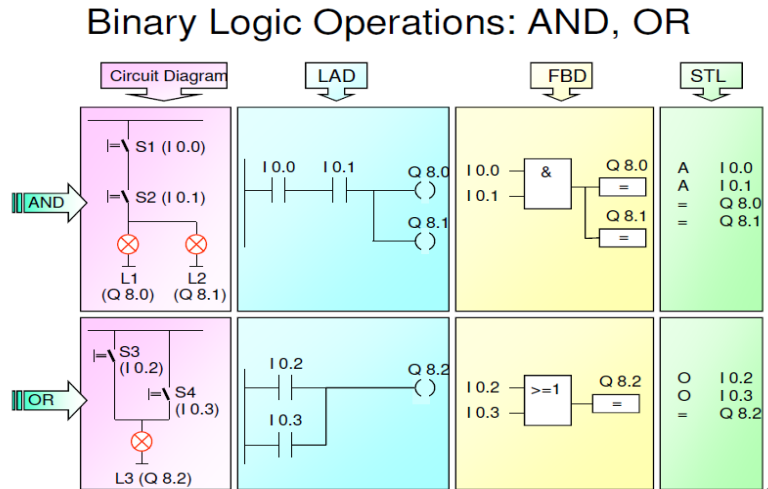 Binary Logic Operations: AND, OR
Circuit Diagram
LAD
FBD
STL
AND
S1 (I 0.0)
S2 (I 0.1)
L1
(Q 8.0)
L2
(Q 8.1)
I 0.0
I 0.1
Q 8.0
( )
Q 8.1
( )
I 0.0
I 0.1
&
Q 8.0
=
Q 8.1
=
A I 0.0
A I 0.1
= Q 8.0
= Q 8.1
OR
S3
(I 0.2)
S4
(I 0.3)
L3 (Q 8.2)
I 0.2
I 0.3
Q 8.2
( )
I 0.2
I 0.3
>=1
Q 8.2
=
O I 0.2
O I 0.3
= Q 8.2